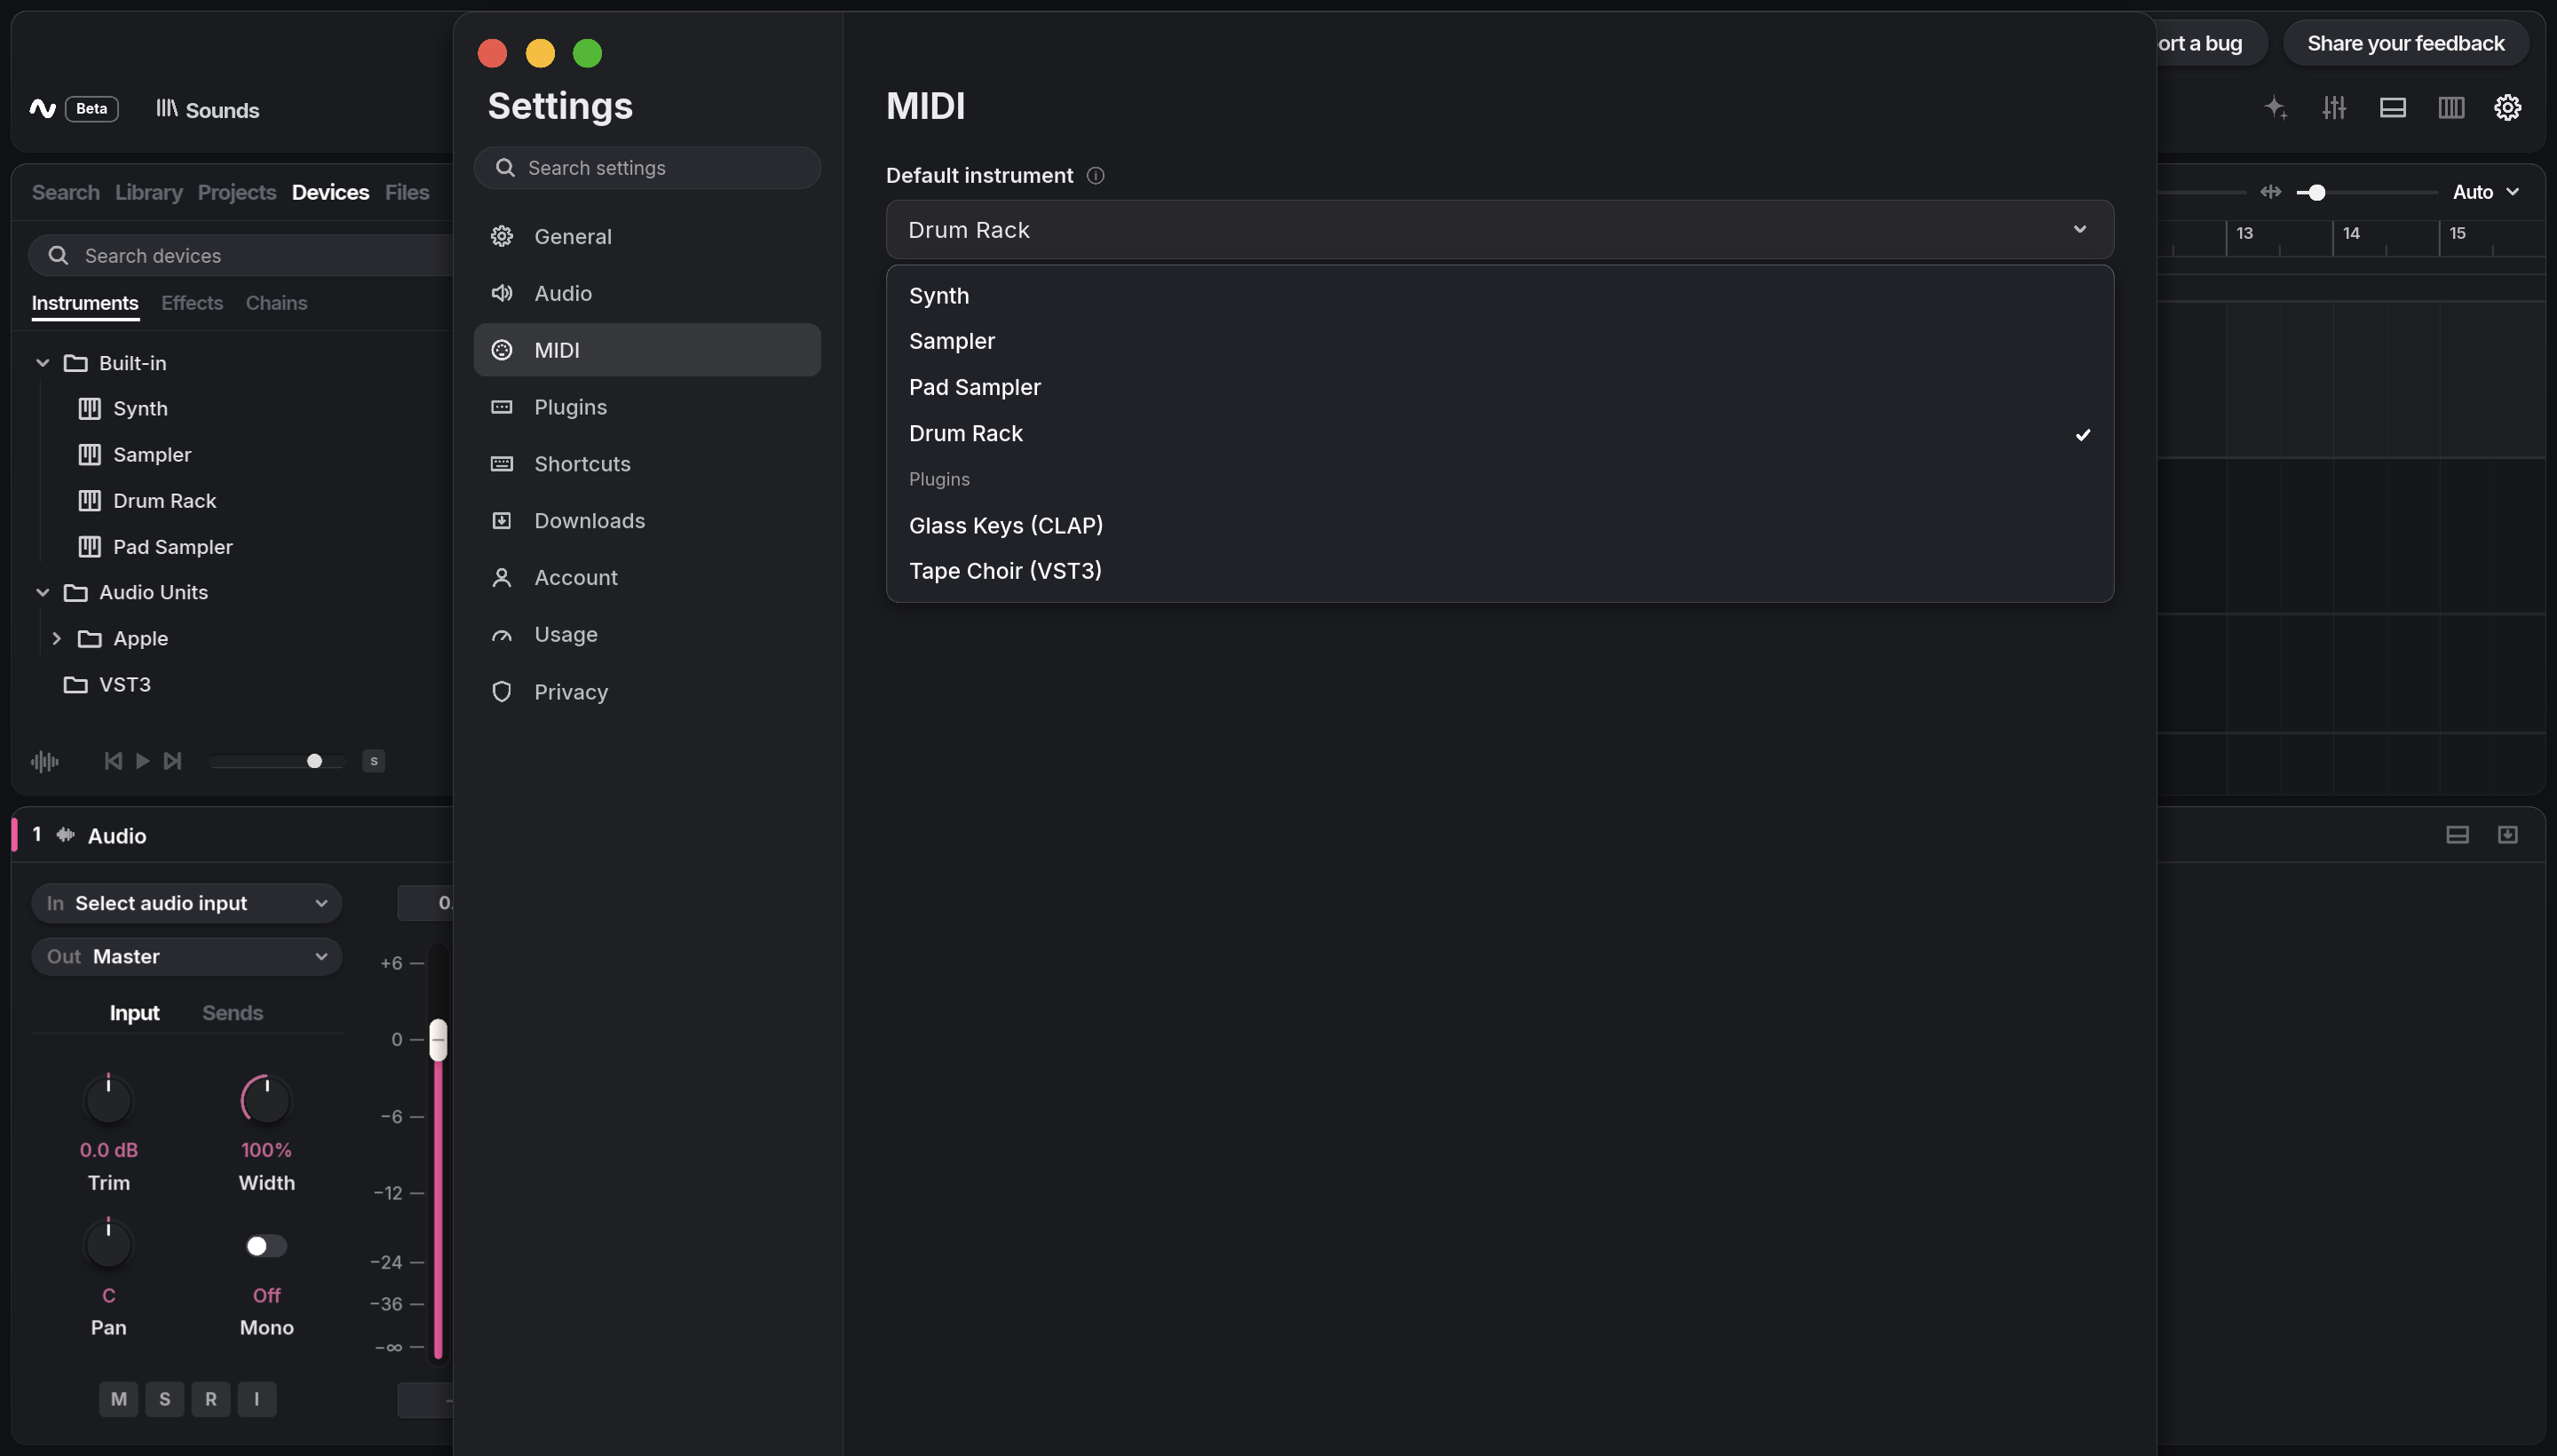 Beta
Sounds
Search Library Projects Devices Files
Search devices
Instruments Effects Chains
Built-in
Synth
Sampler
Drum Rack
Pad Sampler
Audio Units
Apple
VST3
S
1 Audio
In Select audio input
Out Master
Input Sends
0.0 dB
Trim
100%
Width
C
Pan
Off
Mono
M S R I
0.
+6
0
−6
−12
−24
−36
−∞
Settings
Search settings
General
Audio
MIDI
Plugins
Shortcuts
Downloads
Account
Usage
Privacy
MIDI
Default instrument
Drum Rack
Synth
Sampler
Pad Sampler
Drum Rack
Plugins
Glass Keys (CLAP)
Tape Choir (VST3)
ort a bug
Share your feedback
Auto
13 14 15